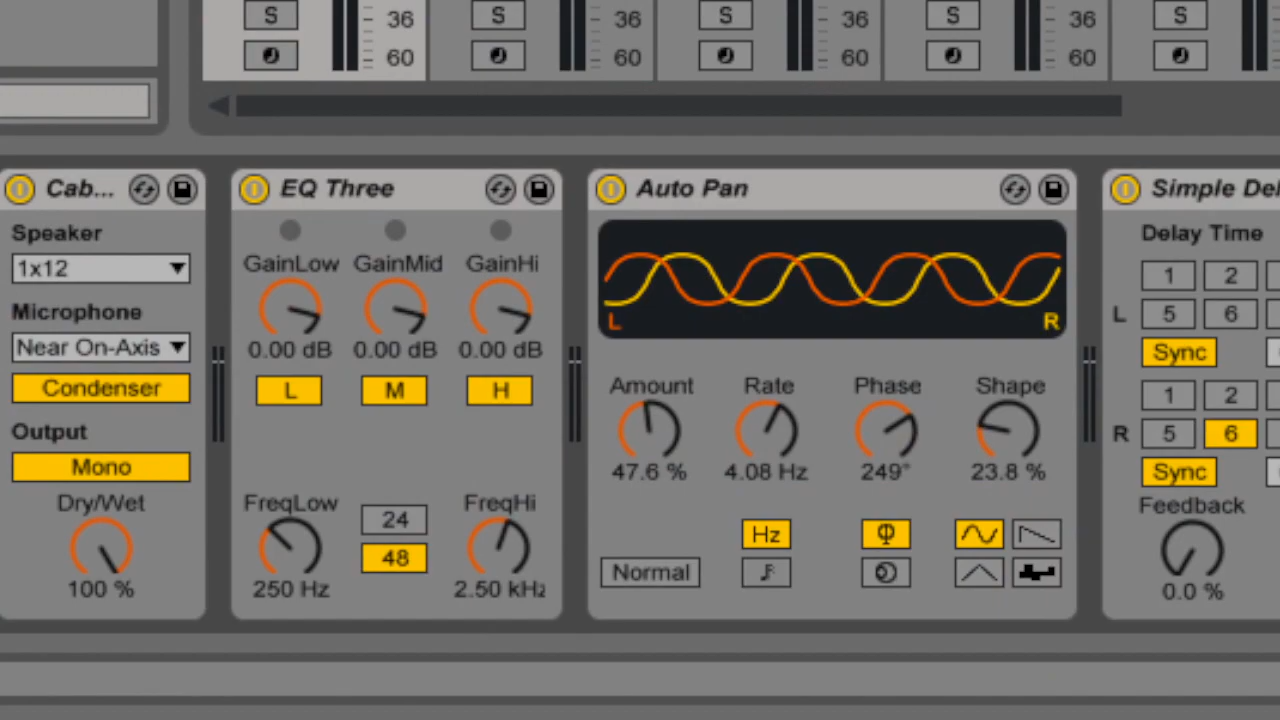 S 36 S 36 S 36 S 36 S
60 60 60 60
Cab...
Speaker
1x12
Microphone
Near On-Axis
Condenser
Output
Mono
Dry/Wet
100 %
EQ Three
GainLow GainMid GainHi
0.00 dB 0.00 dB 0.00 dB
L M H
FreqLow FreqHi
24
48
250 Hz 2.50 kHz
Auto Pan
L R
Amount Rate Phase Shape
47.6 % 4.08 Hz 249° 23.8 %
Hz Φ
Normal
Simple Del
Delay Time
1 2
L 5 6
Sync
1 2
R 5 6
Sync
Feedback
0.0 %